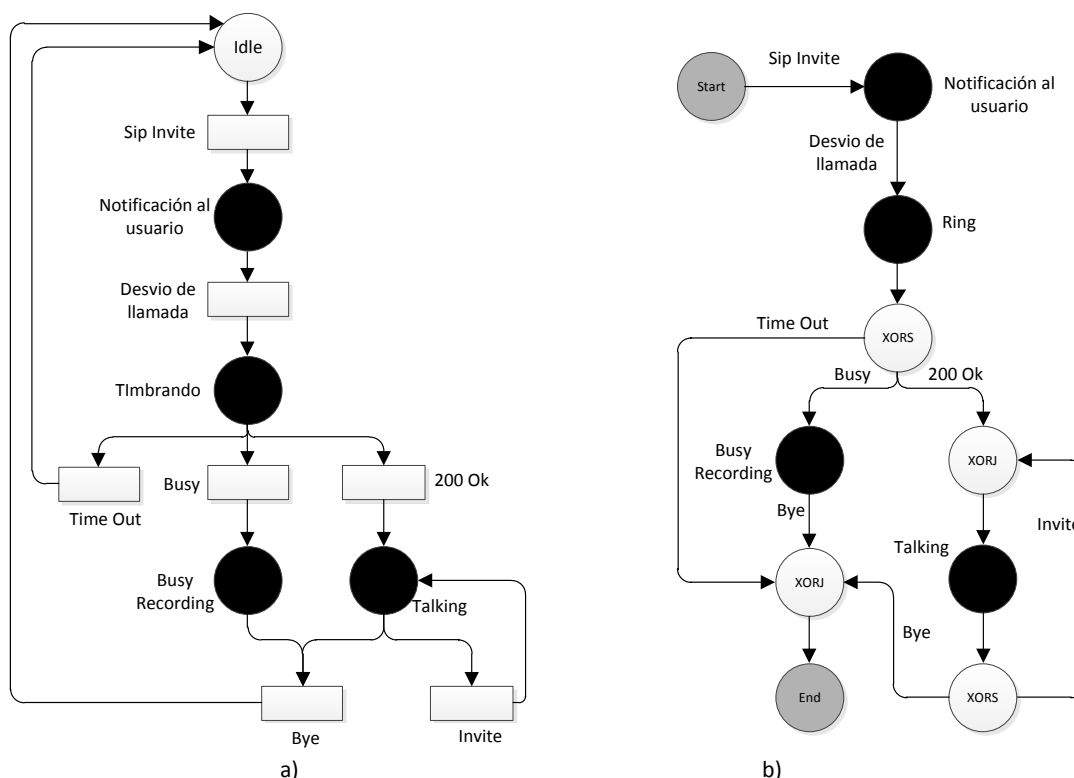 Idle
Sip Invite
Notificación al
usuario
Desvio de
llamada
TImbrando
Time Out
Busy
200 Ok
Busy
Recording
Talking
Bye
Invite
a)
Start
Sip Invite
Notificación al
usuario
Desvio de
llamada
Ring
XORS
Time Out
Busy
200 Ok
Busy
Recording
XORJ
Invite
Bye
Talking
XORJ
Bye
XORS
End
b)